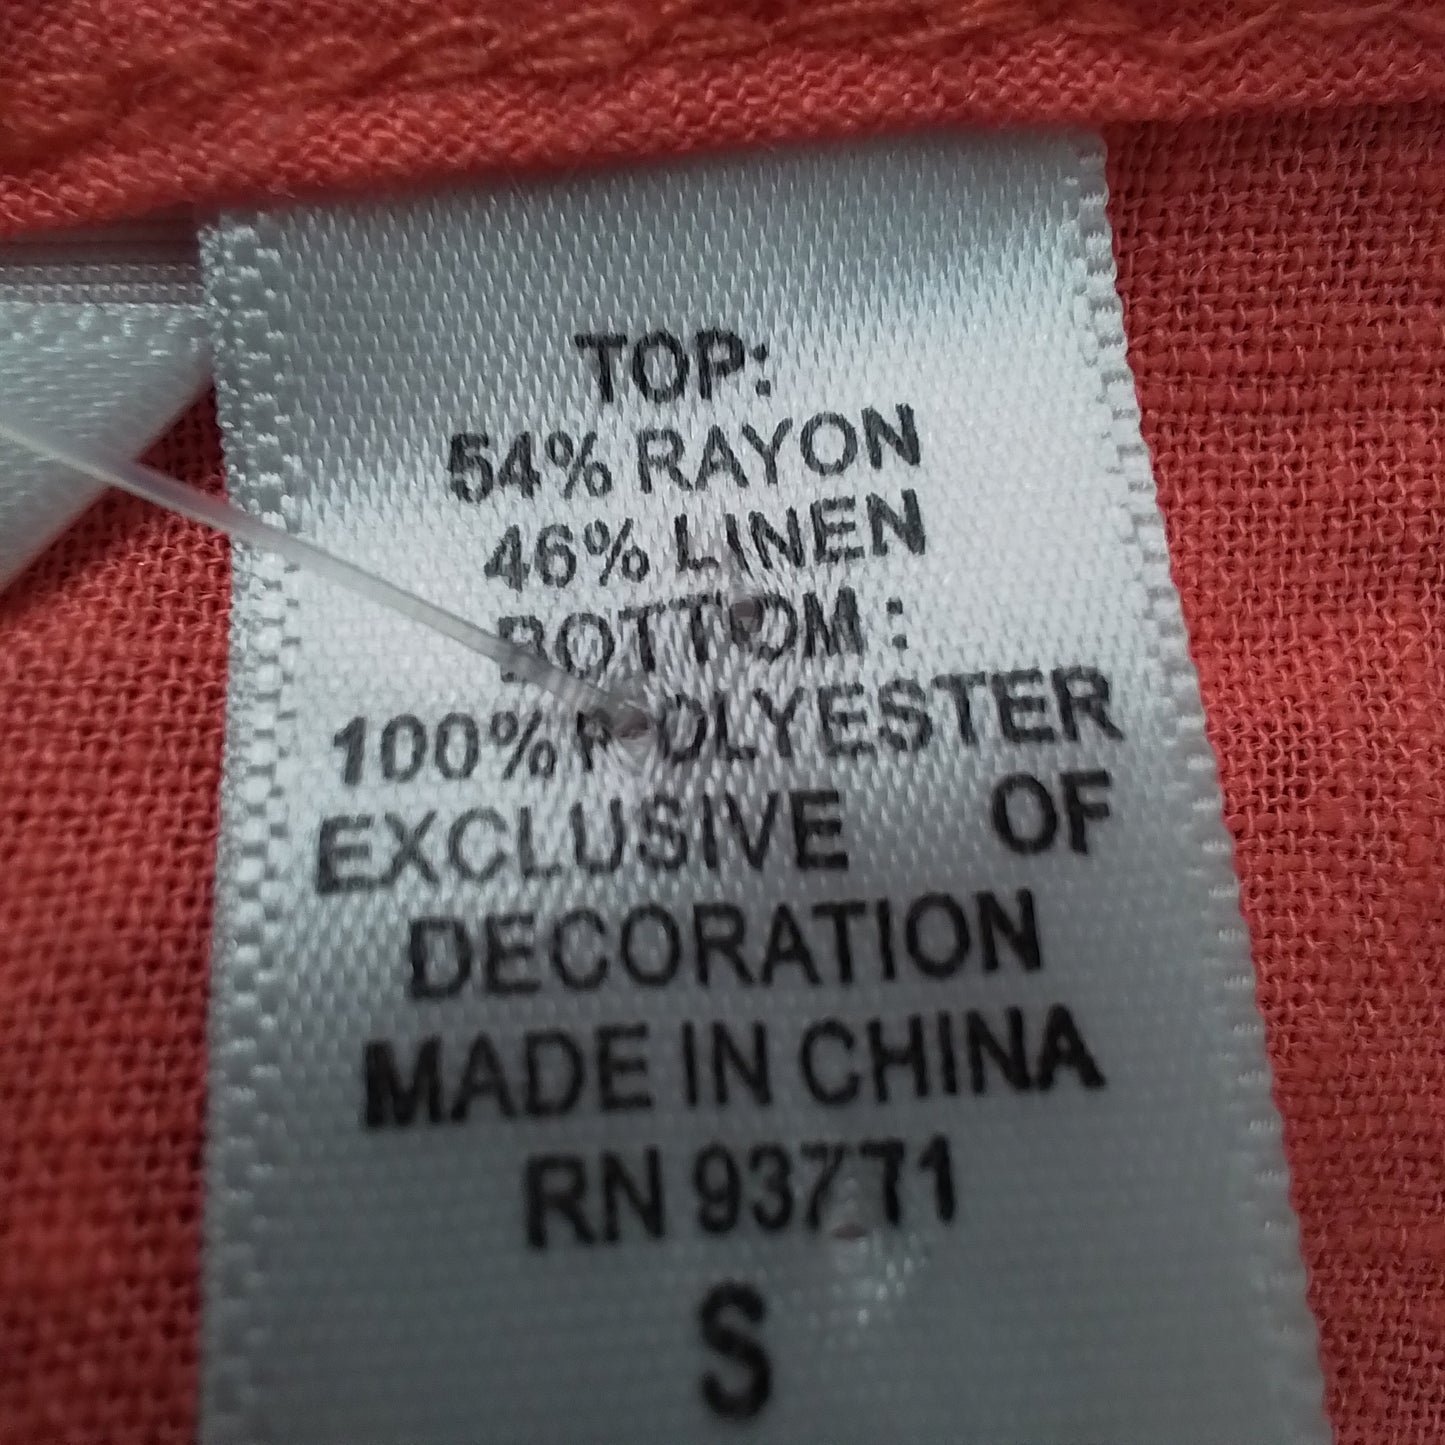 TOP:
54% RAYON
46% LINEN
BOTTOM :
100% POLYESTER
EXCLUSIVE OF
DECORATION
MADE IN CHINA
RN 93771
S